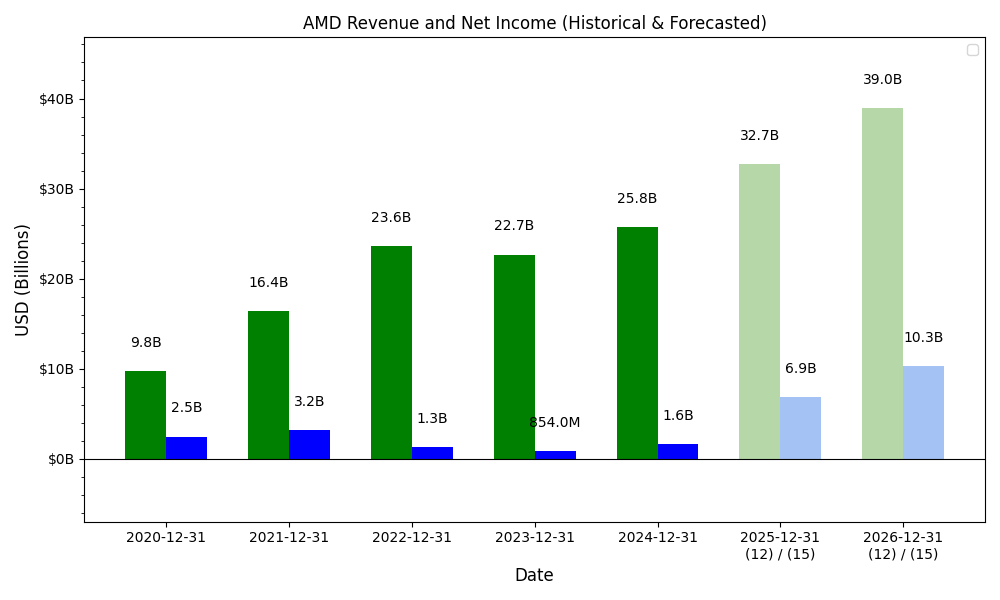 AMD Revenue and Net Income (Historical & Forecasted)
USD (Billions)
$40B
$30B
$20B
$10B
$0B
9.8B
2.5B
16.4B
3.2B
23.6B
1.3B
22.7B
854.0M
25.8B
1.6B
32.7B
6.9B
39.0B
10.3B
2020-12-31
2021-12-31
2022-12-31
2023-12-31
2024-12-31
2025-12-31
(12) / (15)
2026-12-31
(12) / (15)
Date